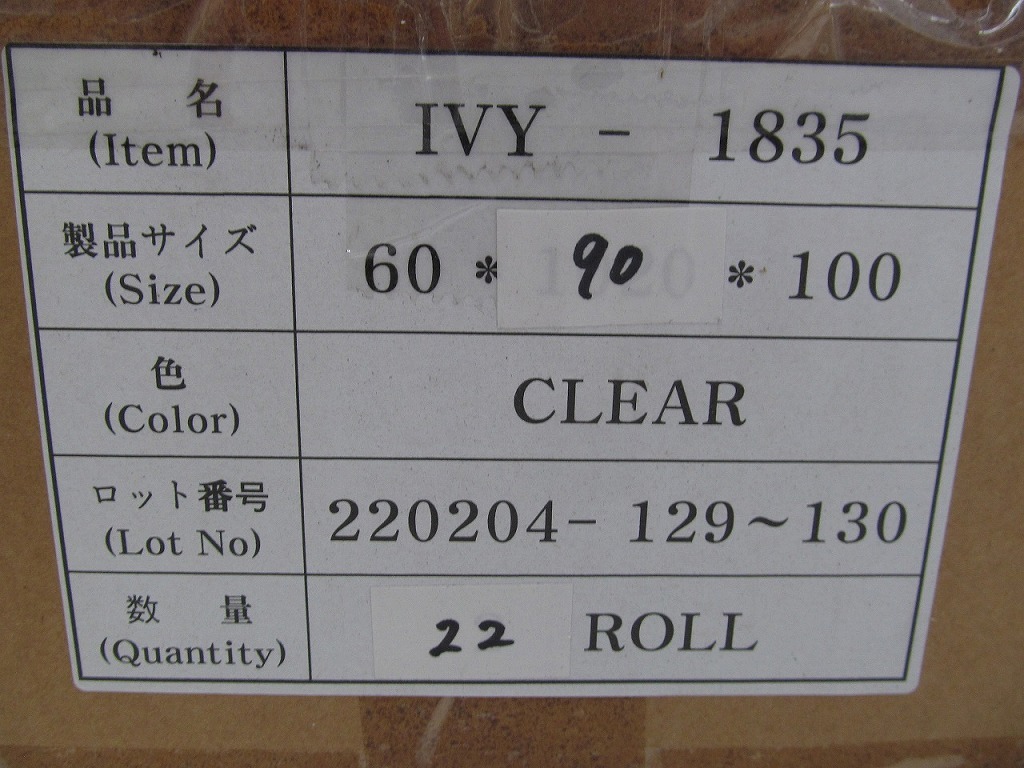 品 名 IVY - 1835
(Item)
製品サイズ 60 * 90 * 100
(Size)
色 CLEAR
(Color)
ロット番号 220204- 129~130
(Lot No)
数 量 22 ROLL
(Quantity)